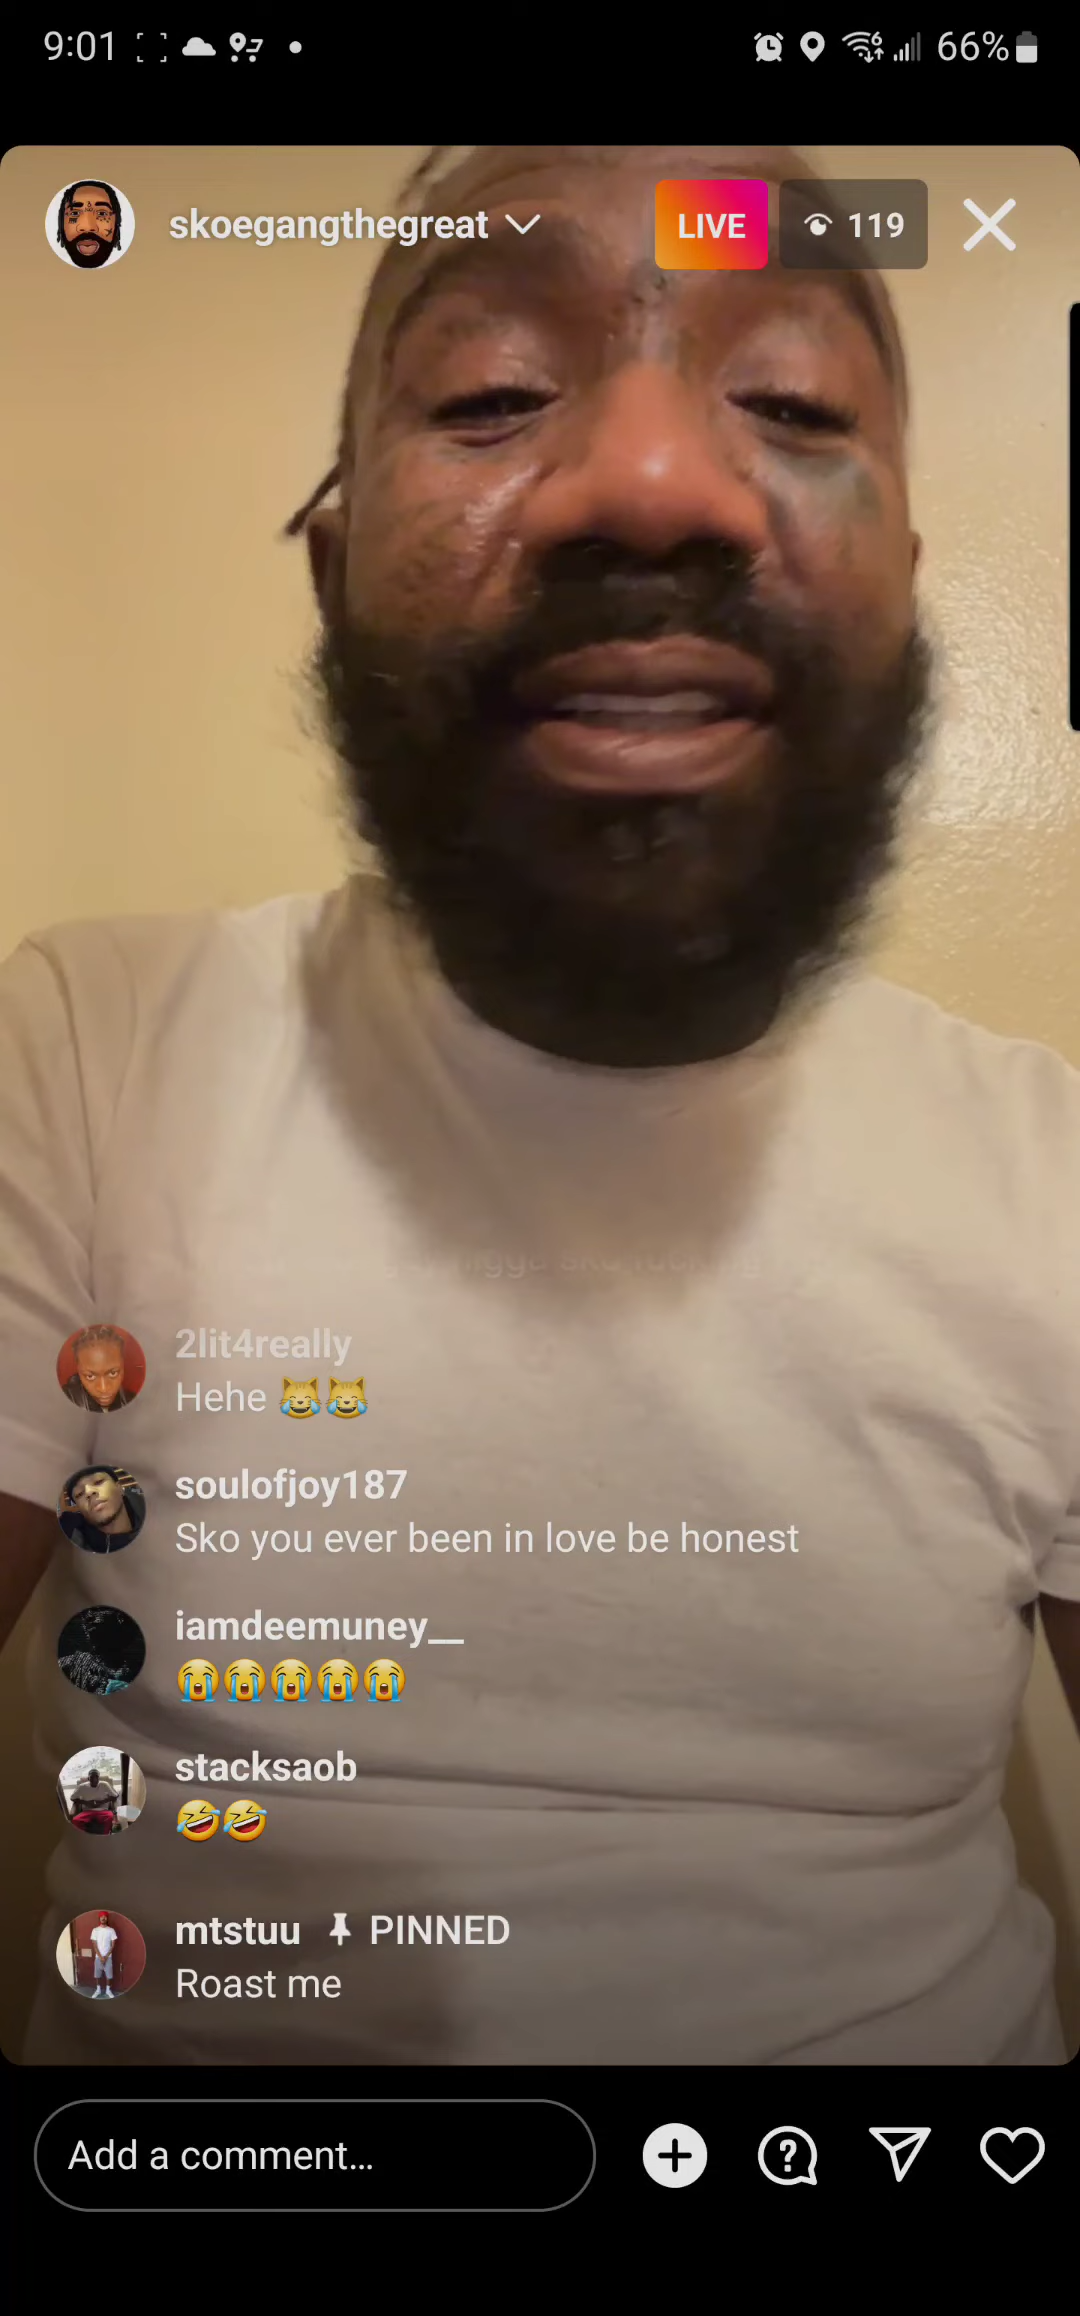 9:01 66%
skoegangthegreat LIVE 119
2lit4really
Hehe 😹😹
soulofjoy187
Sko you ever been in love be honest
iamdeemuney__
😭😭😭😭😭
stacksaob
🤣🤣
mtstuu PINNED
Roast me
Add a comment...